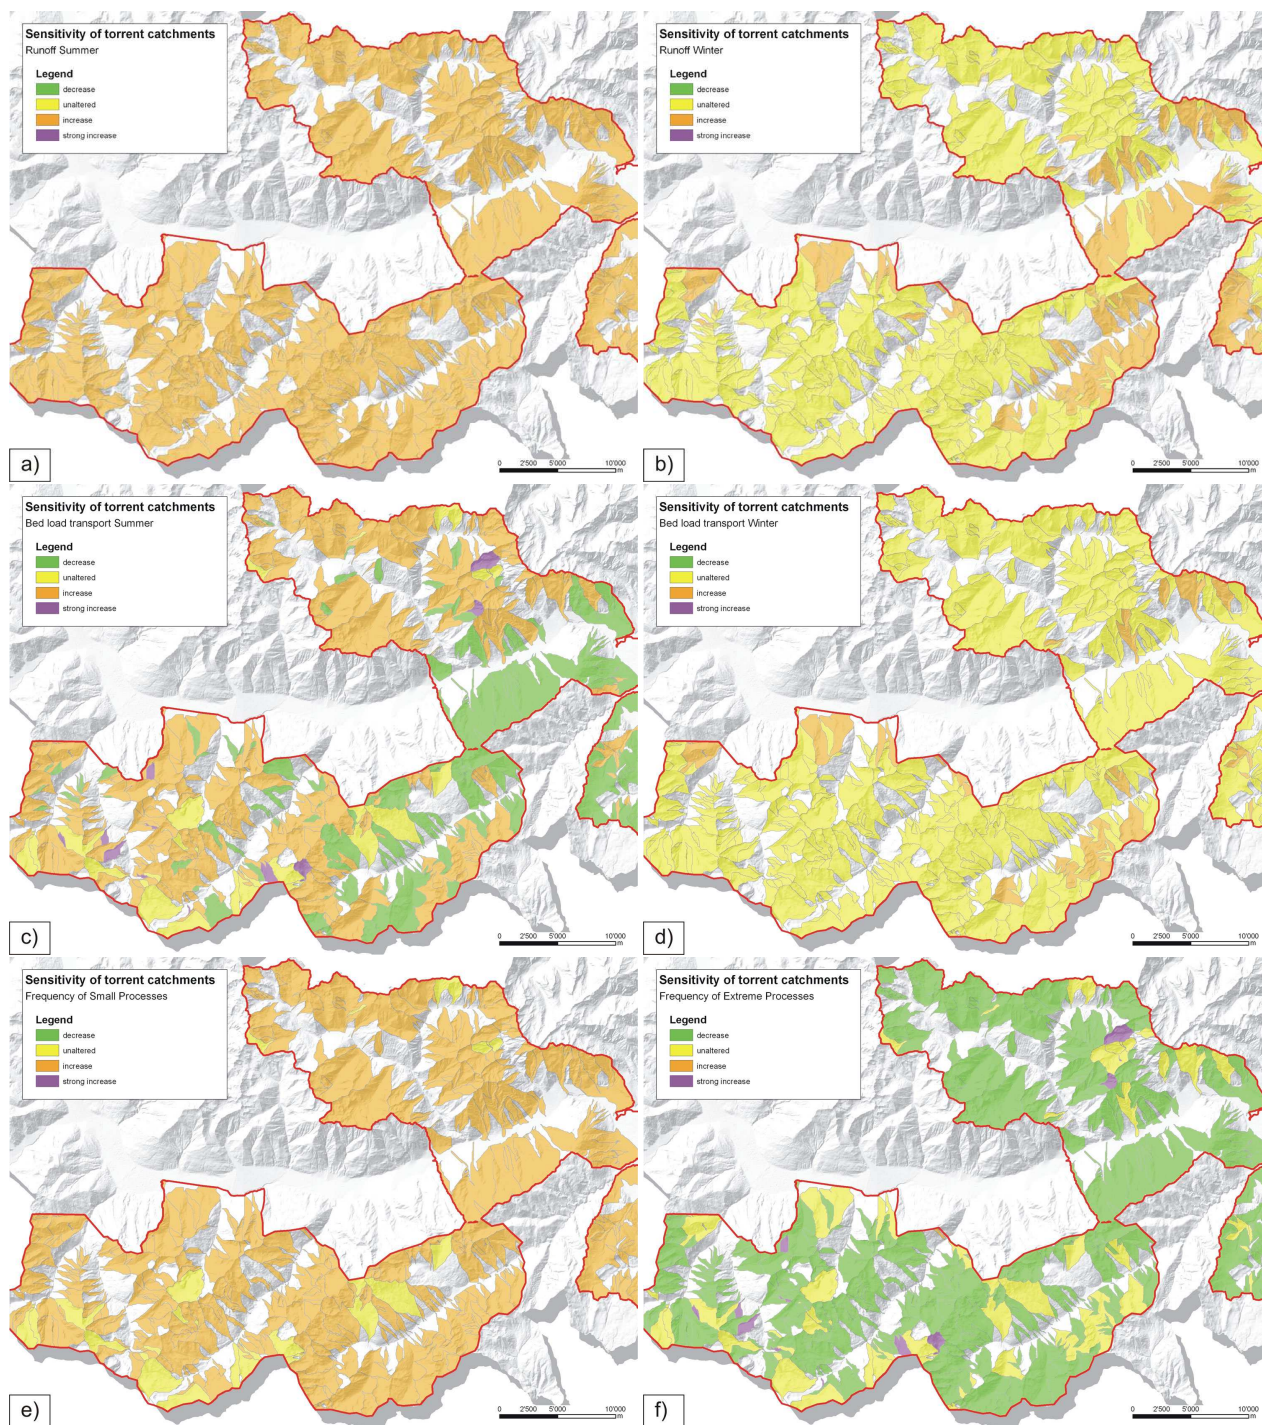 Sensitivity of torrent catchments
Runoff Summer
Legend
decrease
unaltered
increase
strong increase
a)
0 2'500 5'000 10'000
m
Sensitivity of torrent catchments
Runoff Winter
Legend
decrease
unaltered
increase
strong increase
b)
0 2'500 5'000 10'000
m
Sensitivity of torrent catchments
Bed load transport Summer
Legend
decrease
unaltered
increase
strong increase
c)
0 2'500 5'000 10'000
m
Sensitivity of torrent catchments
Bed load transport Winter
Legend
decrease
unaltered
increase
strong increase
d)
0 2'500 5'000 10'000
m
Sensitivity of torrent catchments
Frequency of Small Processes
Legend
decrease
unaltered
increase
strong increase
e)
0 2'500 5'000 10'000
m
Sensitivity of torrent catchments
Frequency of Extreme Processes
Legend
decrease
unaltered
increase
strong increase
f)
0 2'500 5'000 10'000
m